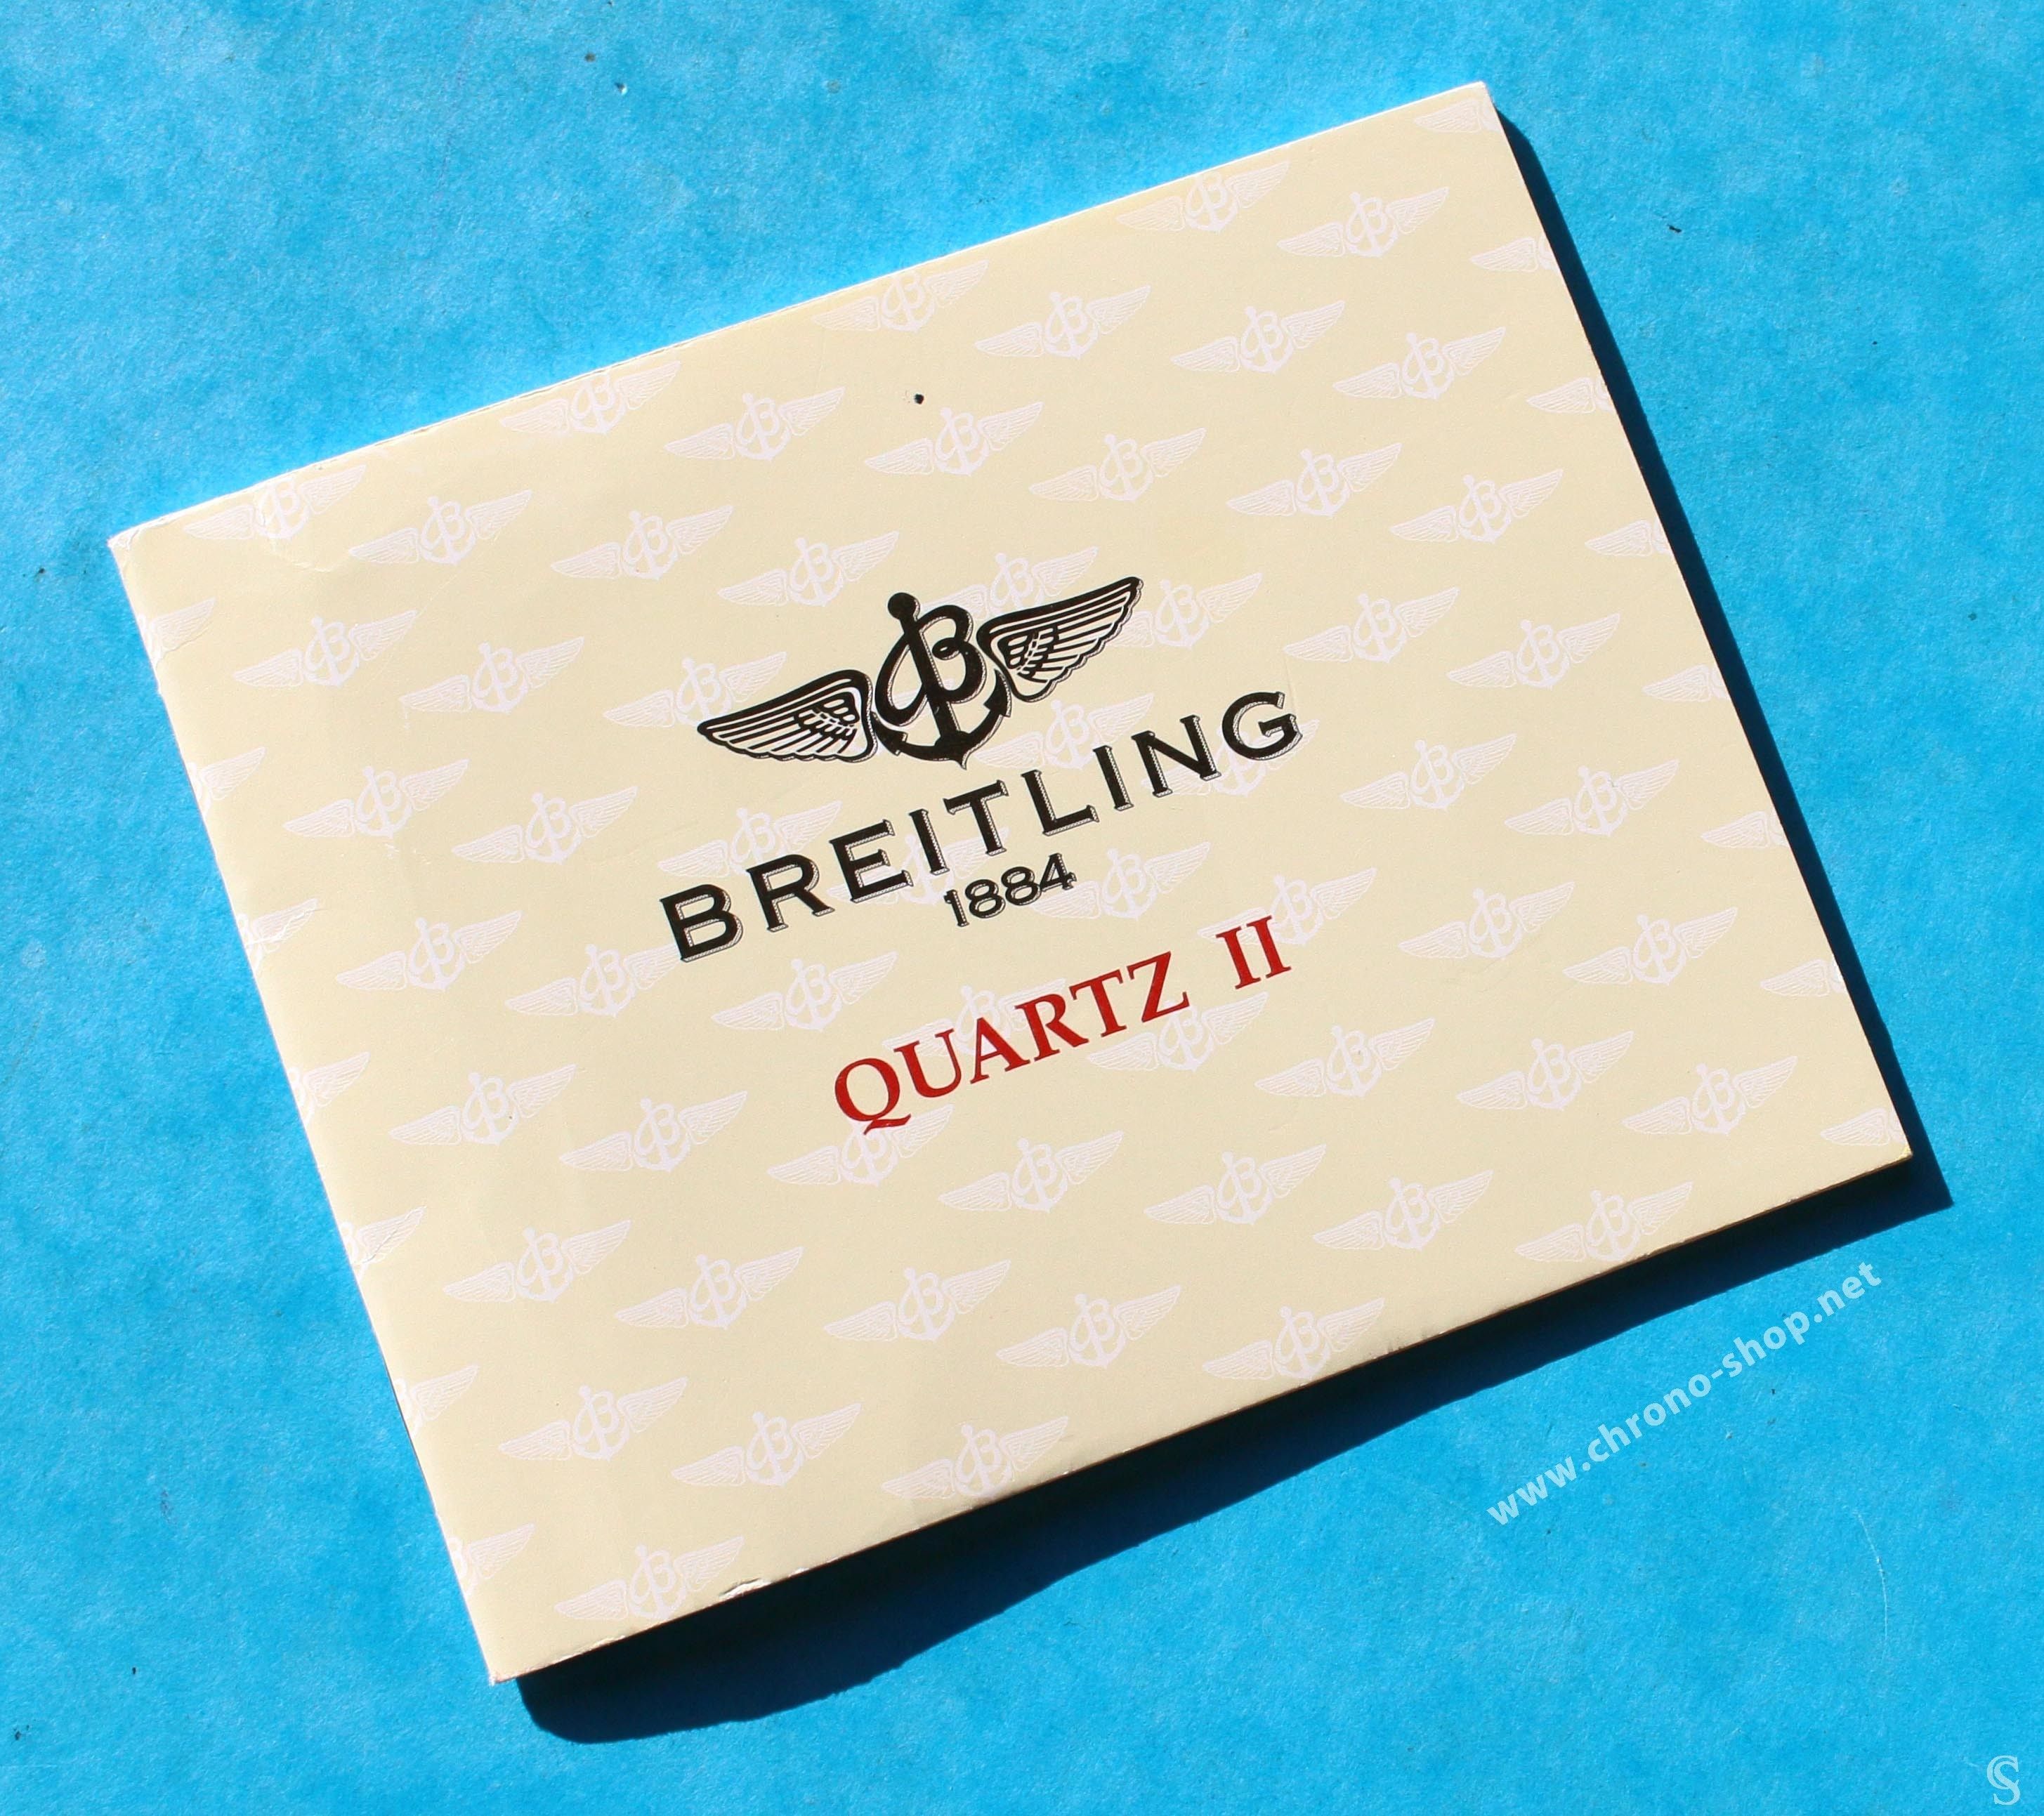 B
BREITLING
1884
QUARTZ II
www.chrono-shop.net